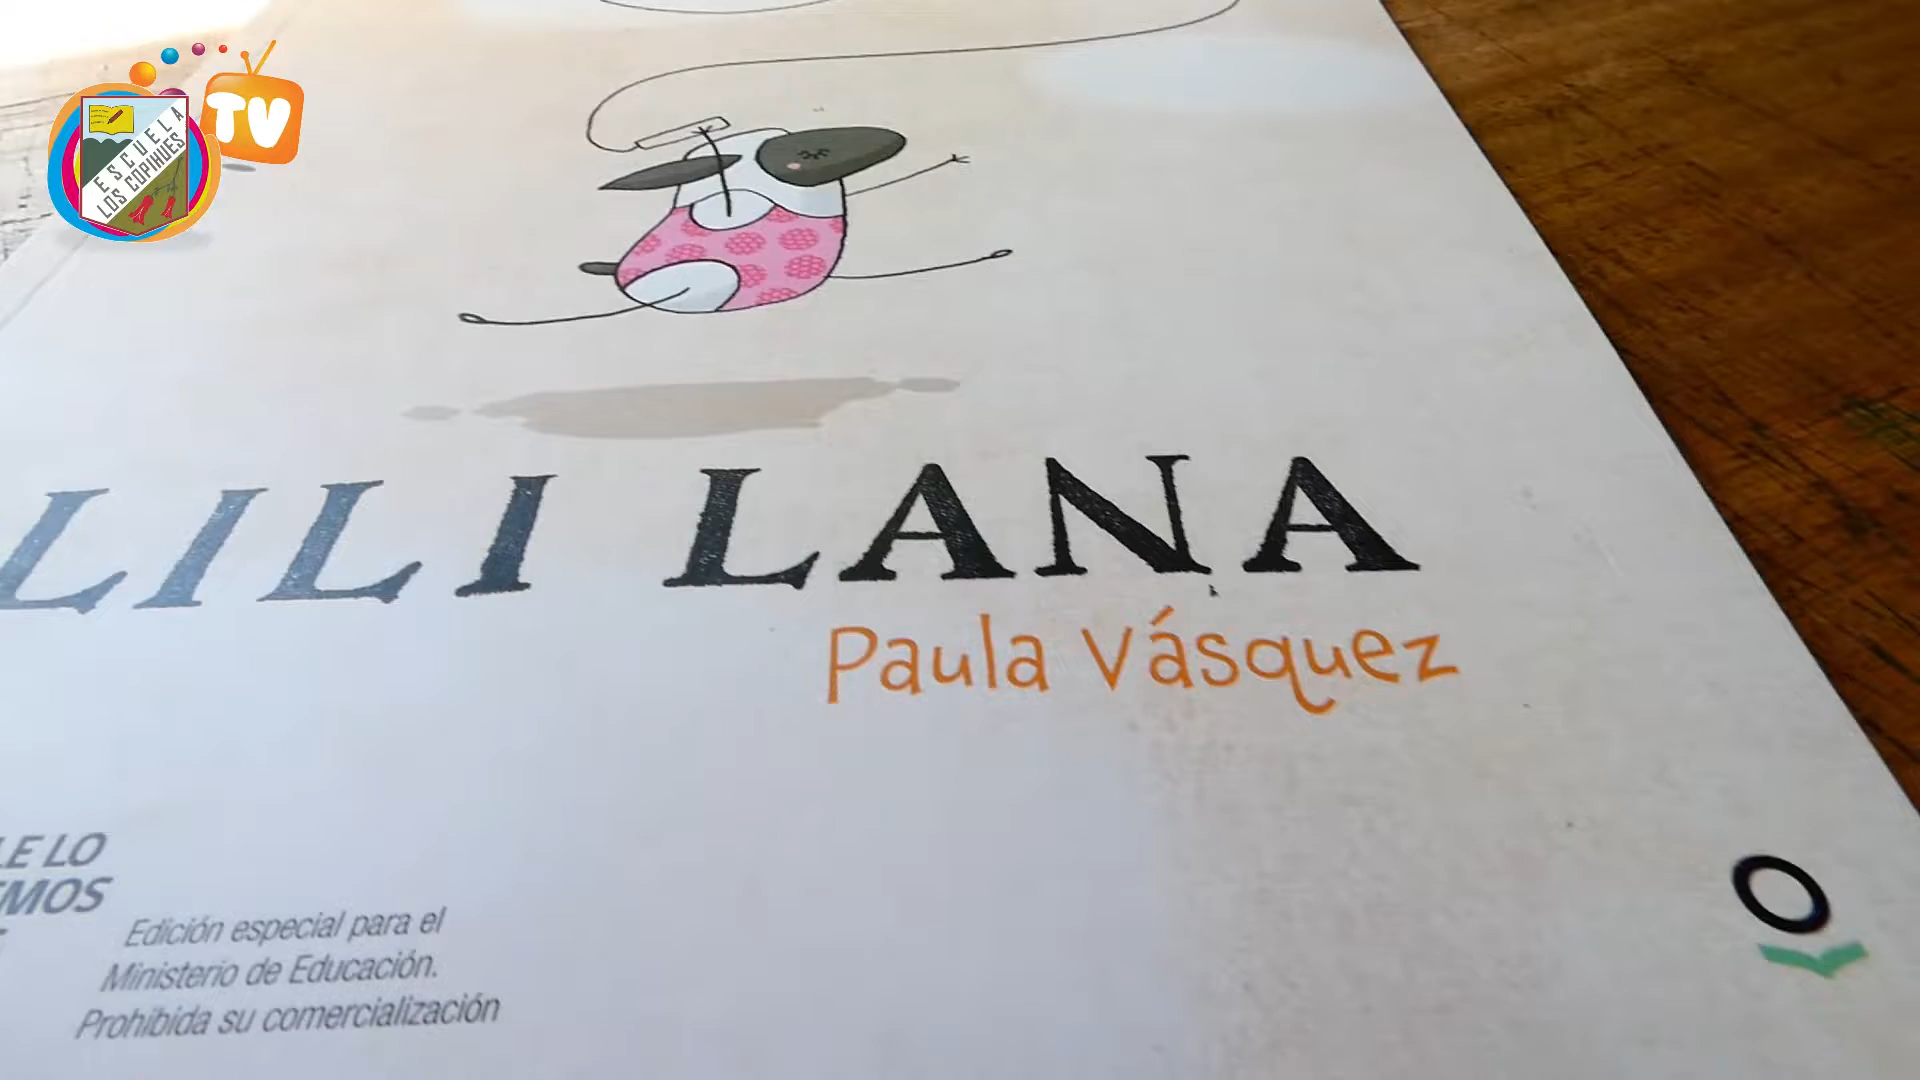 TV
ESCUELA
LOS COPIHUES
LILI LANA
Paula Vásquez
LE LO
EMOS
Edición especial para el
Ministerio de Educación.
Prohibida su comercialización